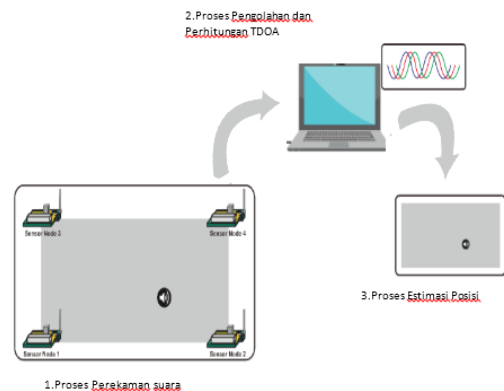 2.Proses Pengolahan dan
Perhitungan TDOA
Sensor Node 3
Sensor Node 4
Sensor Node 1
Sensor Node 2
3.Proses Estimasi Posisi
1.Proses Perekaman suara